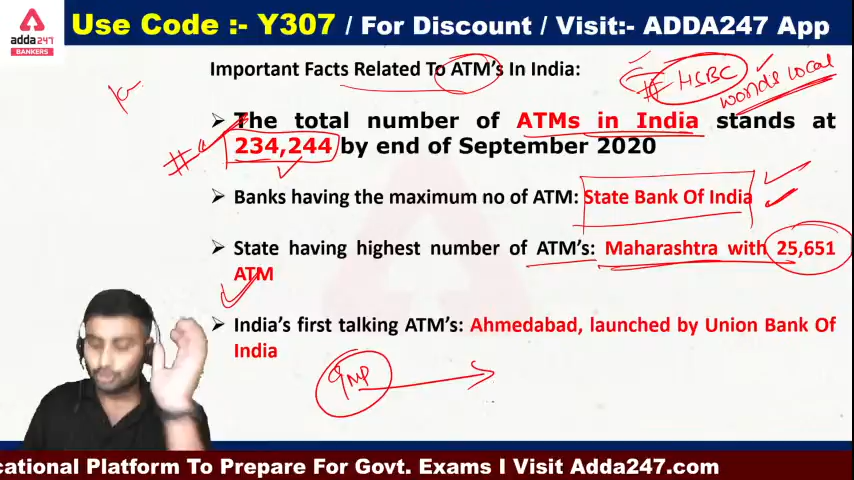 Use Code :- Y307 / For Discount / Visit:- ADDA247 App
adda247
BANKERS
Important Facts Related To ATM's In India:
# HSBC
words local
➢ The total number of ATMs in India stands at
234,244 by end of September 2020
#
➢ Banks having the maximum no of ATM: State Bank Of India
➢ State having highest number of ATM's: Maharashtra with 25,651
ATM
➢ India's first talking ATM's: Ahmedabad, launched by Union Bank Of
India
Imp
cational Platform To Prepare For Govt. Exams I Visit Adda247.com